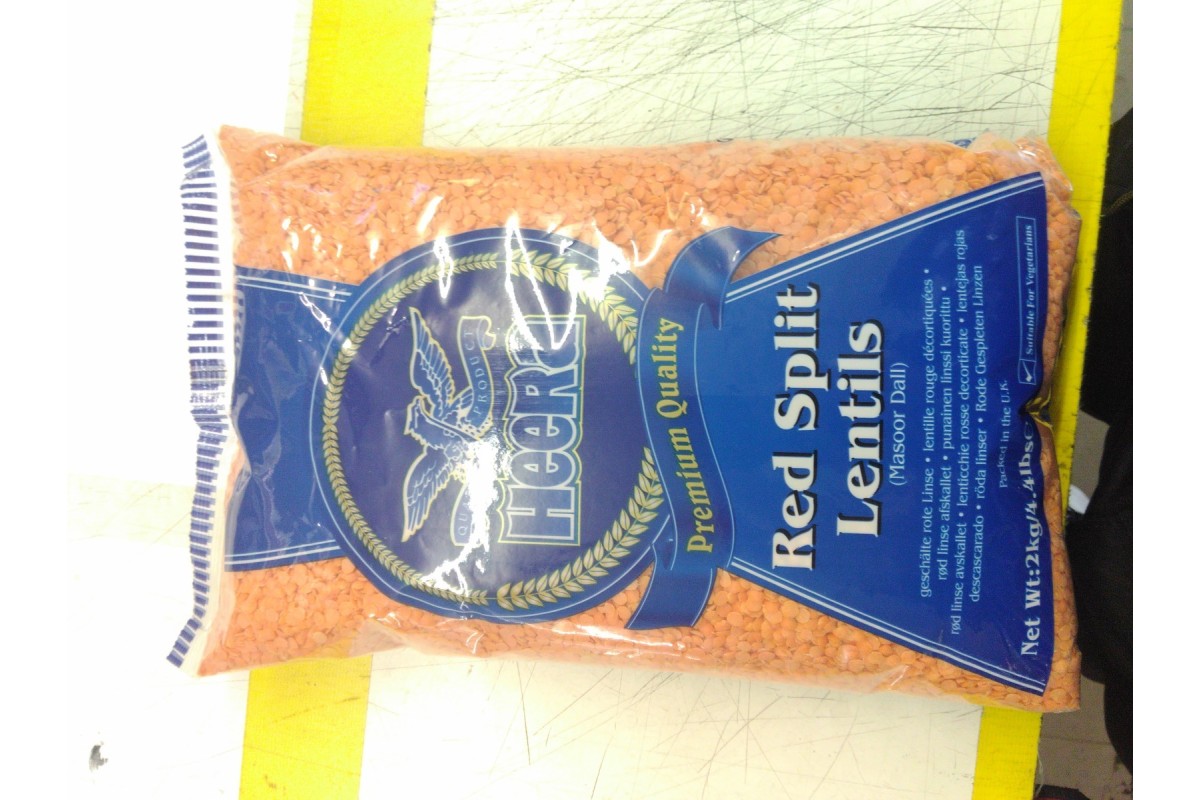 QUALITY PRODUCT
Heera
Premium Quality
Red Split
Lentils
(Masoor Dall)
geschälte rote Linse • lentille rouge décortiquées •
rød linse afskallet • punainen linssi kuorittu •
rød linse avskallet • lenticchie rosse decorticate • lentejas rojas
descascarado • röda linser • Rode Gespleten Linzen
Packed in the U.K.
Net Wt:2kg/4.4lbs
Suitable For Vegetarians